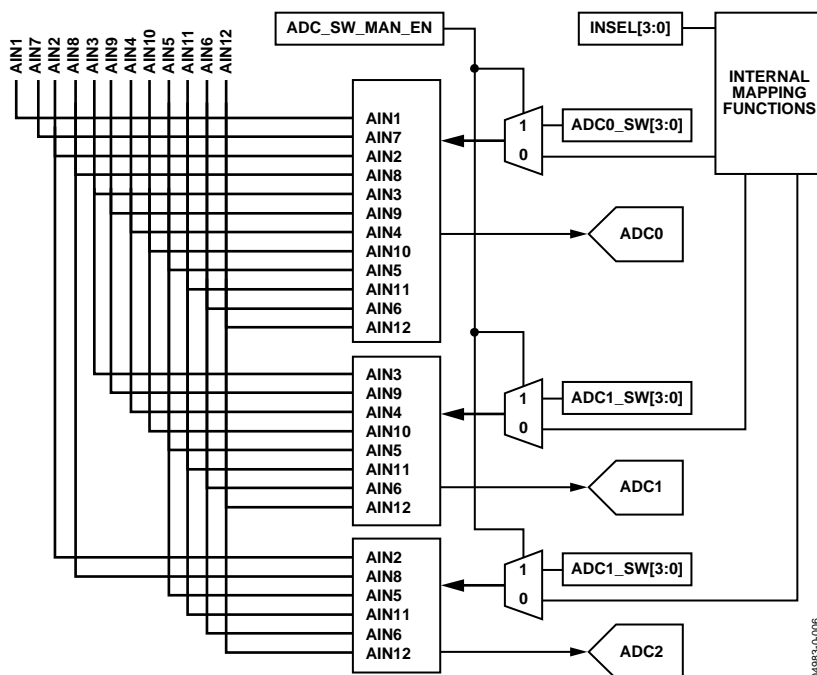 AIN1
AIN7
AIN2
AIN8
AIN3
AIN9
AIN4
AIN10
AIN5
AIN11
AIN6
AIN12
ADC_SW_MAN_EN
INSEL[3:0]
INTERNAL
MAPPING
FUNCTIONS
AIN1
AIN7
AIN2
AIN8
AIN3
AIN9
AIN4
AIN10
AIN5
AIN11
AIN6
AIN12
1
0
ADC0_SW[3:0]
ADC0
AIN3
AIN9
AIN4
AIN10
AIN5
AIN11
AIN6
AIN12
1
0
ADC1_SW[3:0]
ADC1
AIN2
AIN8
AIN5
AIN11
AIN6
AIN12
1
0
ADC1_SW[3:0]
ADC2
04983-0-006